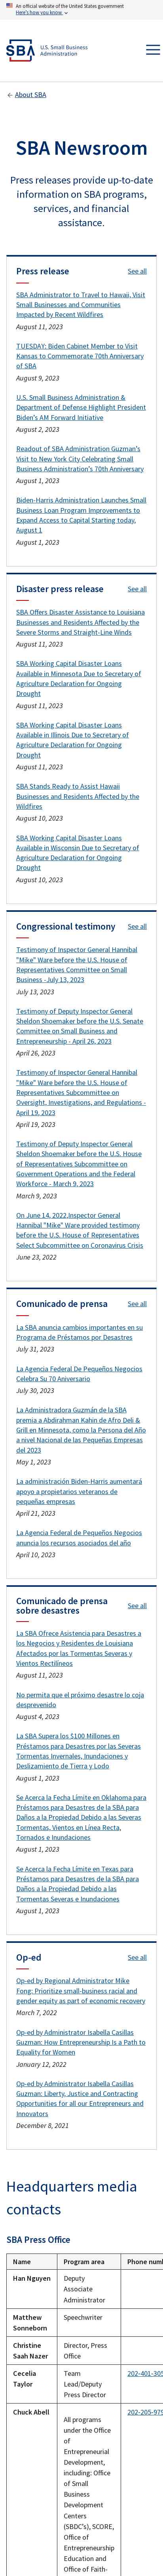 An official website of the United States government
Here's how you know
SBA
U.S. Small Business
Administration
About SBA
SBA Newsroom
Press releases provide up-to-date
information on SBA programs,
services, and financial
assistance.
Press release
See all
SBA Administrator to Travel to Hawaii, Visit
Small Businesses and Communities
Impacted by Recent Wildfires
August 11, 2023
TUESDAY: Biden Cabinet Member to Visit
Kansas to Commemorate 70th Anniversary
of SBA
August 9, 2023
U.S. Small Business Administration &
Department of Defense Highlight President
Biden's AM Forward Initiative
August 2, 2023
Readout of SBA Administration Guzman's
Visit to New York City Celebrating Small
Business Administration's 70th Anniversary
August 1, 2023
Biden-Harris Administration Launches Small
Business Loan Program Improvements to
Expand Access to Capital Starting today,
August 1
August 1, 2023
Disaster press release
See all
SBA Offers Disaster Assistance to Louisiana
Businesses and Residents Affected by the
Severe Storms and Straight-Line Winds
August 11, 2023
SBA Working Capital Disaster Loans
Available in Minnesota Due to Secretary of
Agriculture Declaration for Ongoing
Drought
August 11, 2023
SBA Working Capital Disaster Loans
Available in Illinois Due to Secretary of
Agriculture Declaration for Ongoing
Drought
August 11, 2023
SBA Stands Ready to Assist Hawaii
Businesses and Residents Affected by the
Wildfires
August 10, 2023
SBA Working Capital Disaster Loans
Available in Wisconsin Due to Secretary of
Agriculture Declaration for Ongoing
Drought
August 10, 2023
Congressional testimony
See all
Testimony of Inspector General Hannibal
"Mike" Ware before the U.S. House of
Representatives Committee on Small
Business -July 13, 2023
July 13, 2023
Testimony of Deputy Inspector General
Sheldon Shoemaker before the U.S. Senate
Committee on Small Business and
Entrepreneurship - April 26, 2023
April 26, 2023
Testimony of Inspector General Hannibal
"Mike" Ware before the U.S. House of
Representatives Subcommittee on
Oversight, Investigations, and Regulations -
April 19, 2023
April 19, 2023
Testimony of Deputy Inspector General
Sheldon Shoemaker before the U.S. House
of Representatives Subcommittee on
Government Operations and the Federal
Workforce - March 9, 2023
March 9, 2023
On June 14, 2022,Inspector General
Hannibal "Mike" Ware provided testimony
before the U.S. House of Representatives
Select Subcommittee on Coronavirus Crisis
June 23, 2022
Comunicado de prensa
See all
La SBA anuncia cambios importantes en su
Programa de Préstamos por Desastres
July 31, 2023
La Agencia Federal De Pequeños Negocios
Celebra Su 70 Aniversario
July 30, 2023
La Administradora Guzmán de la SBA
premia a Abdirahman Kahin de Afro Deli &
Grill en Minnesota, como la Persona del Año
a nivel Nacional de las Pequeñas Empresas
del 2023
May 1, 2023
La administración Biden-Harris aumentará
apoyo a propietarios veteranos de
pequeñas empresas
April 21, 2023
La Agencia Federal de Pequeños Negocios
anuncia los recursos asociados del año
April 10, 2023
Comunicado de prensa
sobre desastres
See all
La SBA Ofrece Asistencia para Desastres a
los Negocios y Residentes de Louisiana
Afectados por las Tormentas Severas y
Vientos Rectilíneos
August 11, 2023
No permita que el próximo desastre lo coja
desprevenido
August 4, 2023
La SBA Supera los $100 Millones en
Préstamos para Desastres por las Severas
Tormentas Invernales, Inundaciones y
Deslizamiento de Tierra y Lodo
August 1, 2023
Se Acerca la Fecha Límite en Oklahoma para
Préstamos para Desastres de la SBA para
Daños a la Propiedad Debido a las Severas
Tormentas, Vientos en Línea Recta,
Tornados e Inundaciones
August 1, 2023
Se Acerca la Fecha Límite en Texas para
Préstamos para Desastres de la SBA para
Daños a la Propiedad Debido a las
Tormentas Severas e Inundaciones
August 1, 2023
Op-ed
See all
Op-ed by Regional Administrator Mike
Fong: Prioritize small-business racial and
gender equity as part of economic recovery
March 7, 2022
Op-ed by Administrator Isabella Casillas
Guzman: How Entrepreneurship Is a Path to
Equality for Women
January 12, 2022
Op-ed by Administrator Isabella Casillas
Guzman: Liberty, Justice and Contracting
Opportunities for all our Entrepreneurs and
Innovators
December 8, 2021
Headquarters media
contacts
SBA Press Office
Name
Program area
Phone num
Han Nguyen
Deputy
Associate
Administrator
Matthew
Sonneborn
Speechwriter
Christine
Saah Nazer
Director, Press
Office
Cecelia
Taylor
Team
Lead/Deputy
Press Director
202-401-305
Chuck Abell
202-205-979
All programs
under the Office
of
Entrepreneurial
Development,
including: Office
of Small
Business
Development
Centers
(SBDC's), SCORE,
Office of
Entrepreneurship
Education and
Office of Faith-